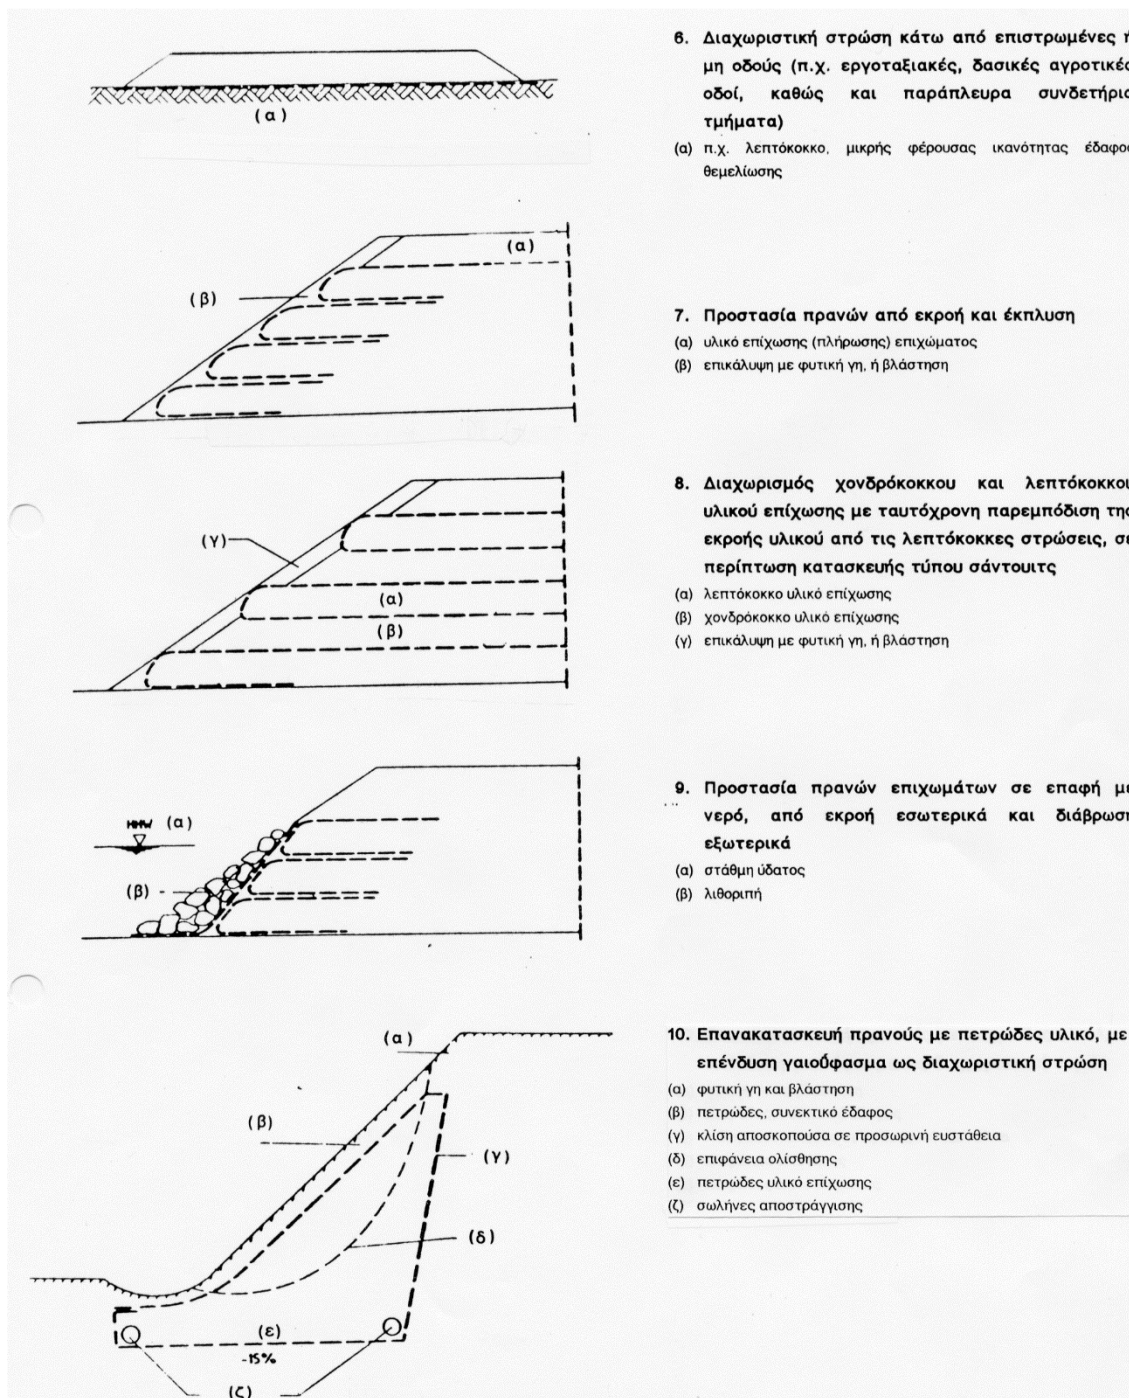 (α)
6. Διαχωριστική στρώση κάτω από επιστρωμένες ή
μη οδούς (π.χ. εργοταξιακές, δασικές αγροτικές
οδοί, καθώς και παράπλευρα συνδετήρια
τμήματα)
(α) π.χ. λεπτόκοκκο, μικρής φέρουσας ικανότητας έδαφος
θεμελίωσης
(α)
(β)
7. Προστασία πρανών από εκροή και έκπλυση
(α) υλικό επίχωσης (πλήρωσης) επιχώματος
(β) επικάλυψη με φυτική γη, ή βλάστηση
(γ)
(α)
(β)
8. Διαχωρισμός χονδρόκοκκου και λεπτόκοκκου
υλικού επίχωσης με ταυτόχρονη παρεμπόδιση της
εκροής υλικού από τις λεπτόκοκκες στρώσεις, σε
περίπτωση κατασκευής τύπου σάντουιτς
(α) λεπτόκοκκο υλικό επίχωσης
(β) χονδρόκοκκο υλικό επίχωσης
(γ) επικάλυψη με φυτική γη, ή βλάστηση
HHW (α)
(β)
9. Προστασία πρανών επιχωμάτων σε επαφή με
νερό, από εκροή εσωτερικά και διάβρωση
εξωτερικά
(α) στάθμη ύδατος
(β) λιθοριπή
(α)
(β)
(γ)
(δ)
(ε)
-15%
(ζ)
10. Επανακατασκευή πρανούς με πετρώδες υλικό, με
επένδυση γαιοΰφασμα ως διαχωριστική στρώση
(α) φυτική γη και βλάστηση
(β) πετρώδες, συνεκτικό έδαφος
(γ) κλίση αποσκοπούσα σε προσωρινή ευστάθεια
(δ) επιφάνεια ολίσθησης
(ε) πετρώδες υλικό επίχωσης
(ζ) σωλήνες αποστράγγισης